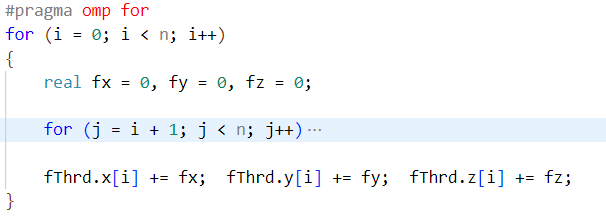 #pragma omp for
for (i = 0; i < n; i++)
{
    real fx = 0, fy = 0, fz = 0;
    for (j = i + 1; j < n; j++)···
    fThrd.x[i] += fx;  fThrd.y[i] += fy;  fThrd.z[i] += fz;
}